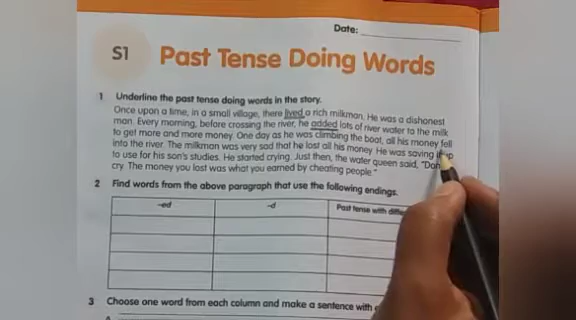 Date:
S1 Past Tense Doing Words
1 Underline the past tense doing words in the story.
Once upon a time, in a small village, there lived a rich milkman. He was a dishonest
man. Every morning, before crossing the river, he added lots of river water to the milk
to get more and more money. One day as he was climbing the boat, all his money fell
into the river. The milkman was very sad that he lost all his money. He was saving it
to use for his son's studies. He started crying. Just then, the water queen said, "Don
cry. The money you lost was what you earned by cheating people."
2 Find words from the above paragraph that use the following endings.
-ed -d Past tense with
3 Choose one word from each column and make a sentence with